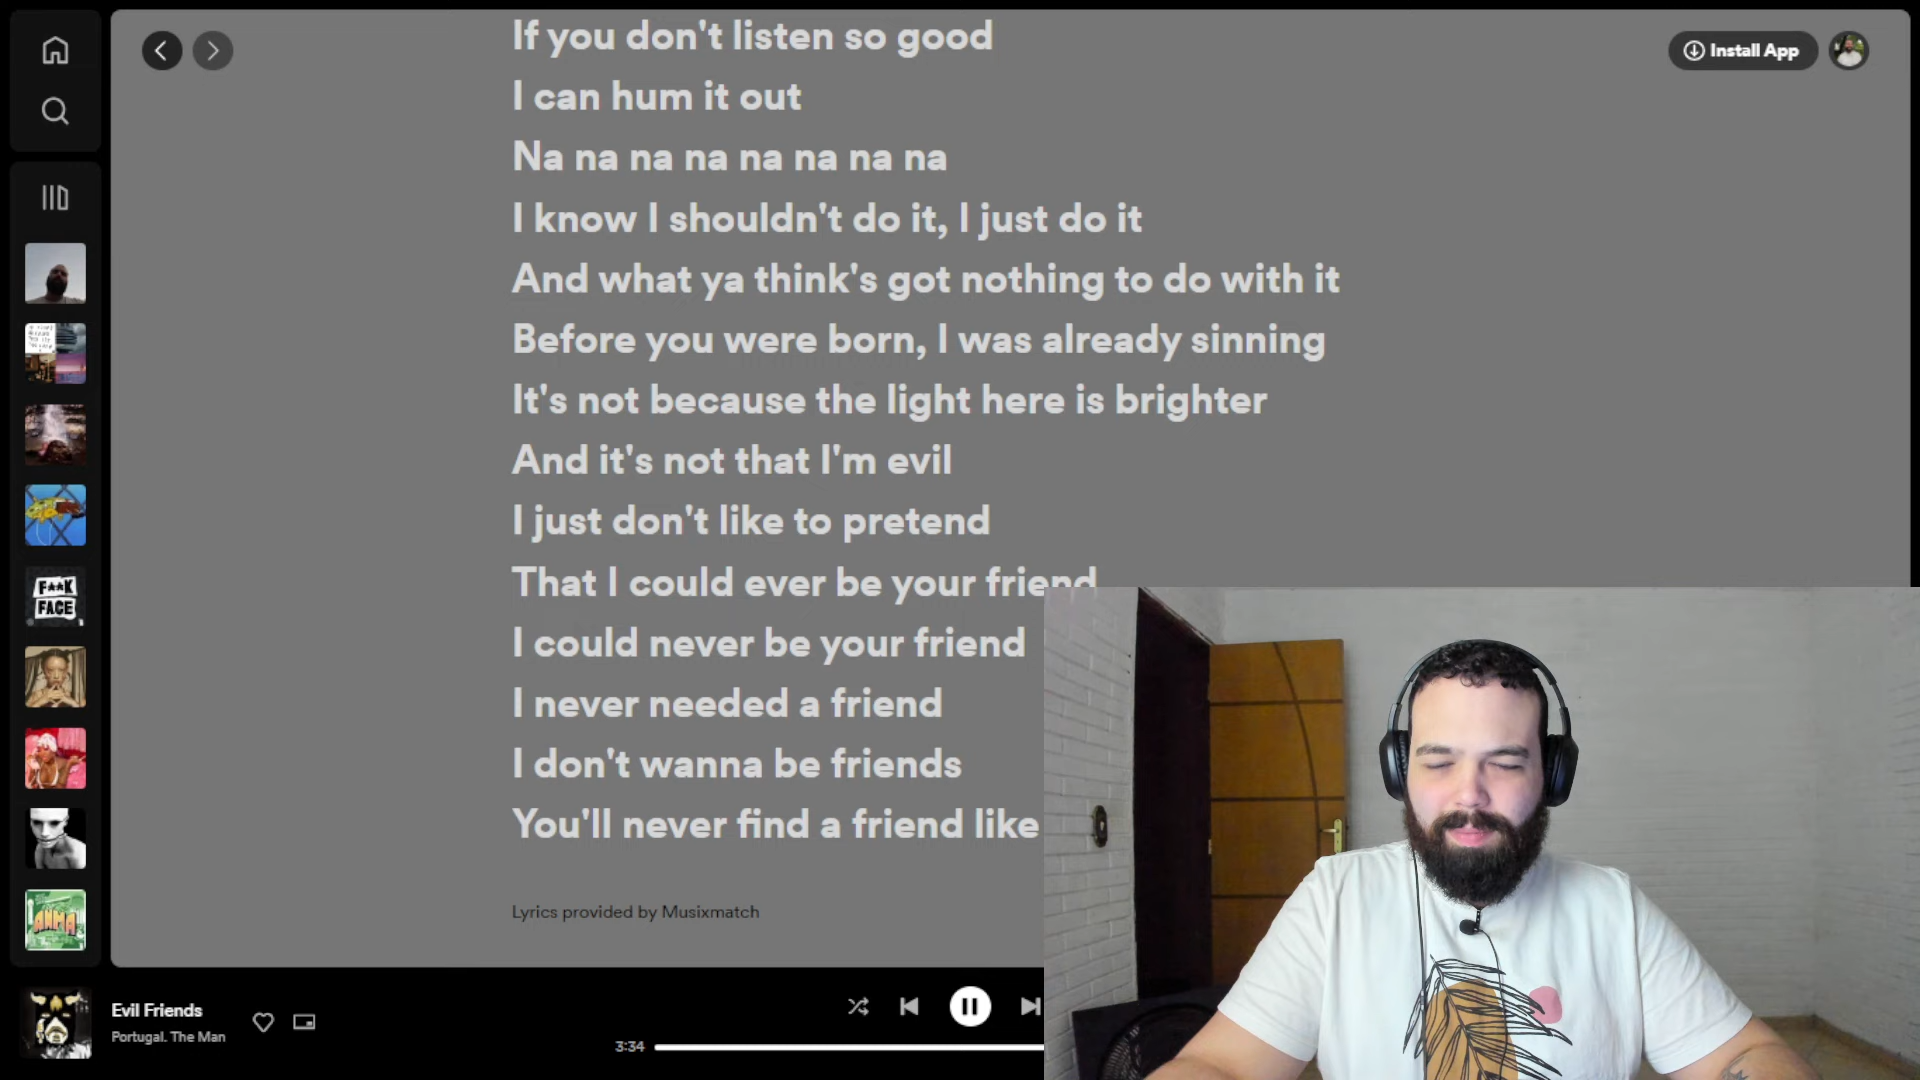 If you don't listen so good
Install App
I can hum it out
Na na na na na na na na
I know I shouldn't do it, I just do it
And what ya think's got nothing to do with it
Before you were born, I was already sinning
It's not because the light here is brighter
And it's not that I'm evil
I just don't like to pretend
That I could ever be your friend
I could never be your friend
I never needed a friend
I don't wanna be friends
You'll never find a friend like
Lyrics provided by Musixmatch
F**K
FACE
ANMA
Evil Friends
Portugal. The Man
3:34